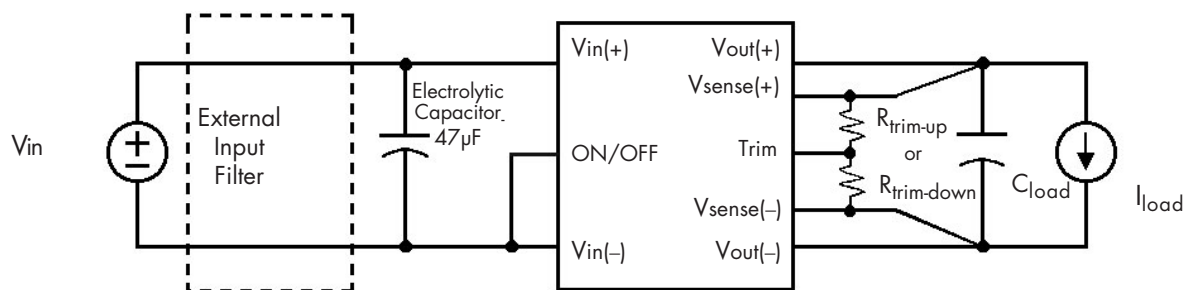 Vin
External
Input
Filter
Electrolytic
Capacitor
47µF
Vin(+)
ON/OFF
Vin(–)
Vout(+)
Vsense(+)
Trim
Vsense(–)
Vout(–)
Rtrim-up
or
Rtrim-down
Cload
Iload